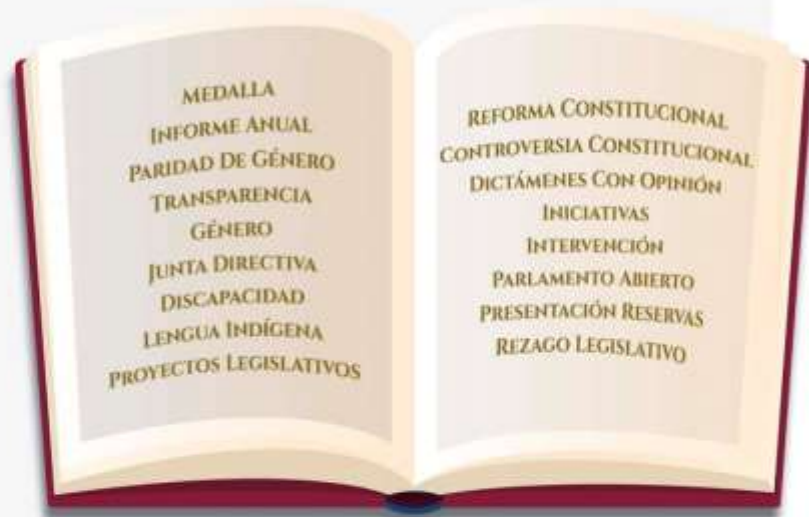 MEDALLA
INFORME ANUAL
PARIDAD DE GÉNERO
TRANSPARENCIA
GÉNERO
JUNTA DIRECTIVA
DISCAPACIDAD
LENGUA INDÍGENA
PROYECTOS LEGISLATIVOS
REFORMA CONSTITUCIONAL
CONTROVERSIA CONSTITUCIONAL
DICTÁMENES CON OPINIÓN
INICIATIVAS
INTERVENCIÓN
PARLAMENTO ABIERTO
PRESENTACIÓN RESERVAS
REZAGO LEGISLATIVO